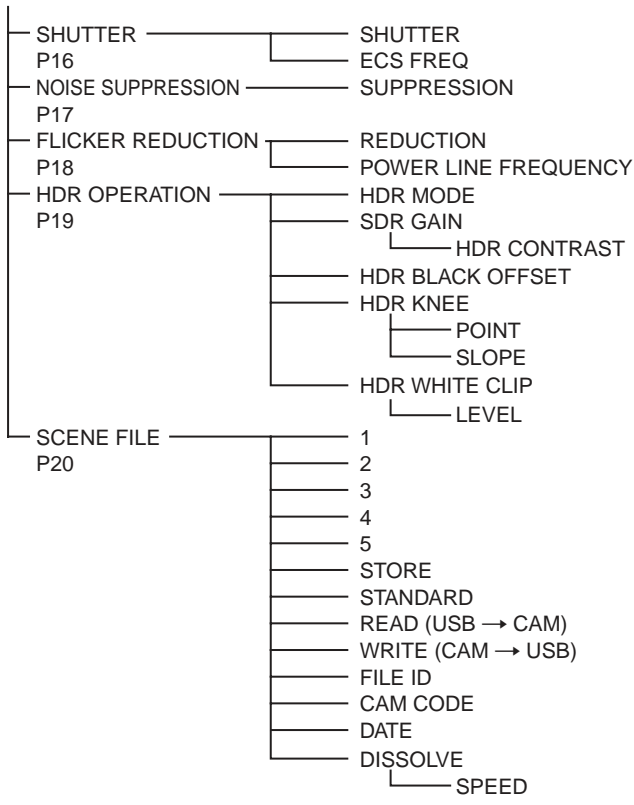 SHUTTER SHUTTER
P16 ECS FREQ
NOISE SUPPRESSION SUPPRESSION
P17
FLICKER REDUCTION REDUCTION
P18 POWER LINE FREQUENCY
HDR OPERATION HDR MODE
P19 SDR GAIN
HDR CONTRAST
HDR BLACK OFFSET
HDR KNEE
POINT
SLOPE
HDR WHITE CLIP
LEVEL
SCENE FILE 1
P20 2
3
4
5
STORE
STANDARD
READ (USB → CAM)
WRITE (CAM → USB)
FILE ID
CAM CODE
DATE
DISSOLVE
SPEED